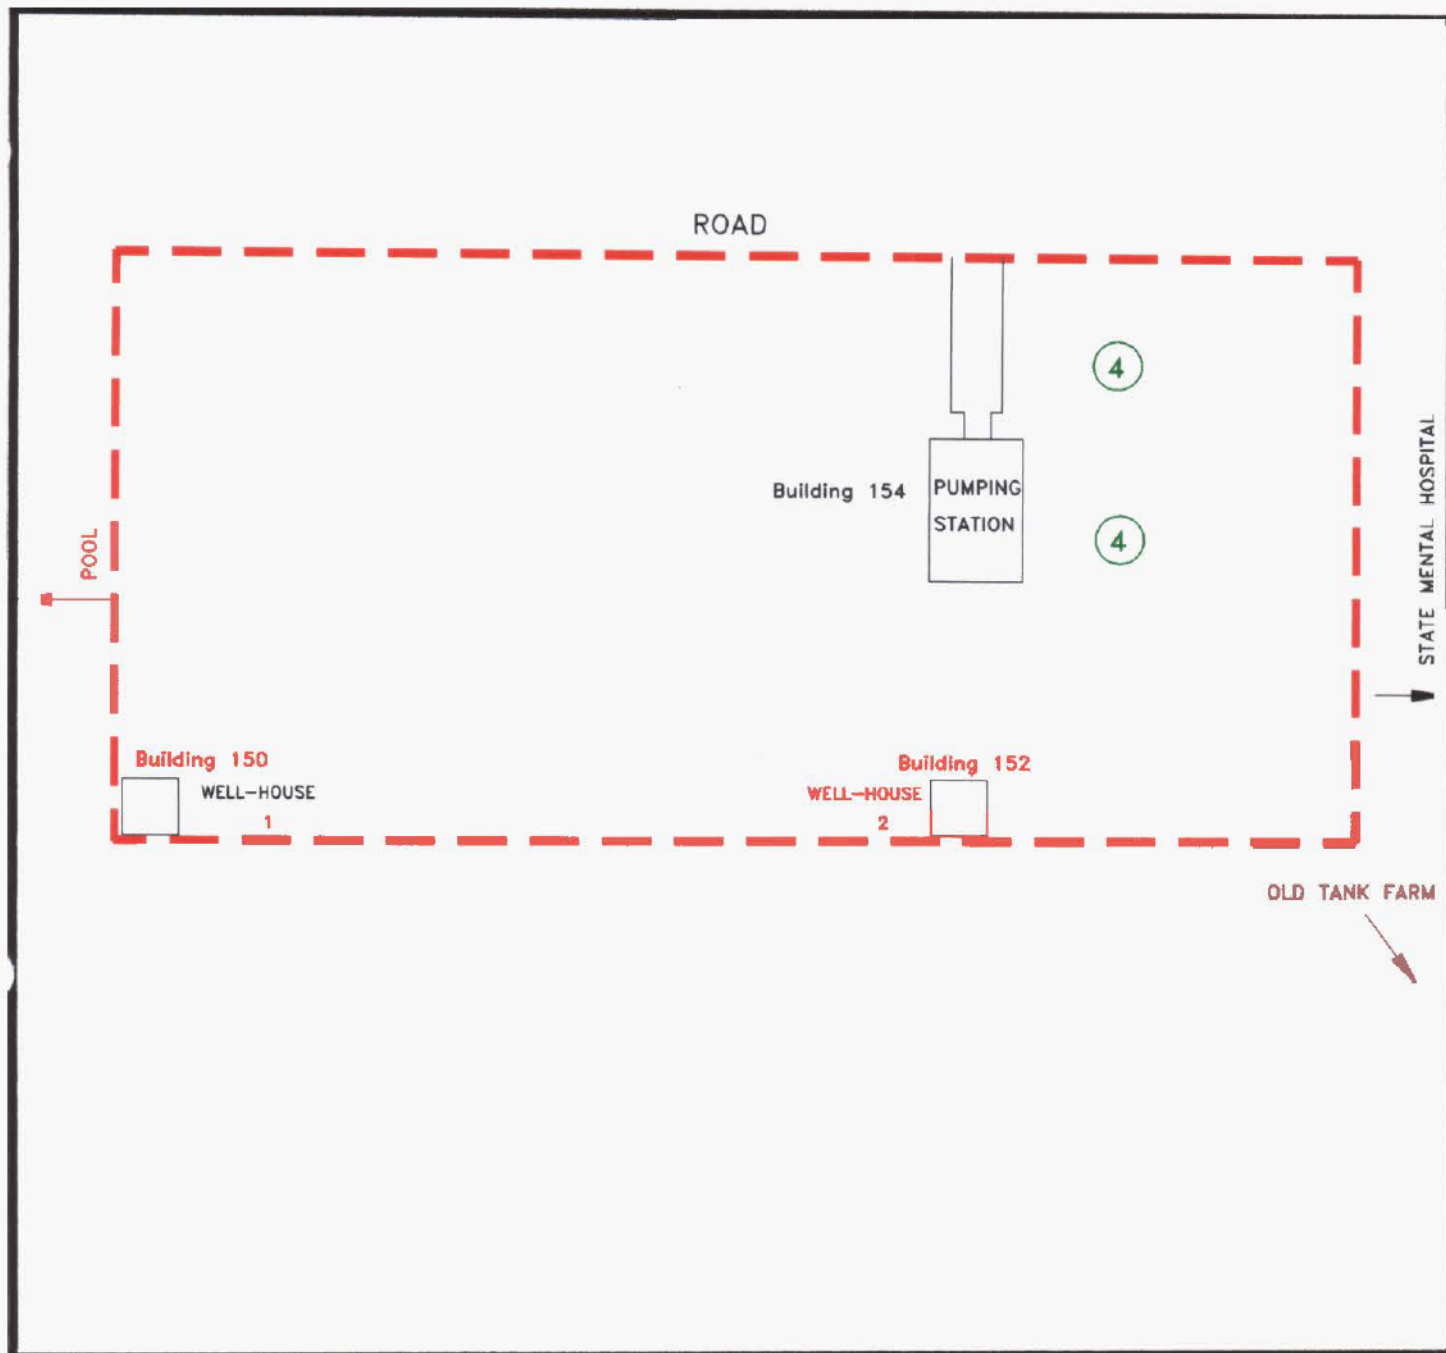 ROAD
4
Building 154
PUMPING
STATION
4
POOL
STATE MENTAL HOSPITAL
Building 150
WELL-HOUSE
1
Building 152
WELL-HOUSE
2
OLD TANK FARM